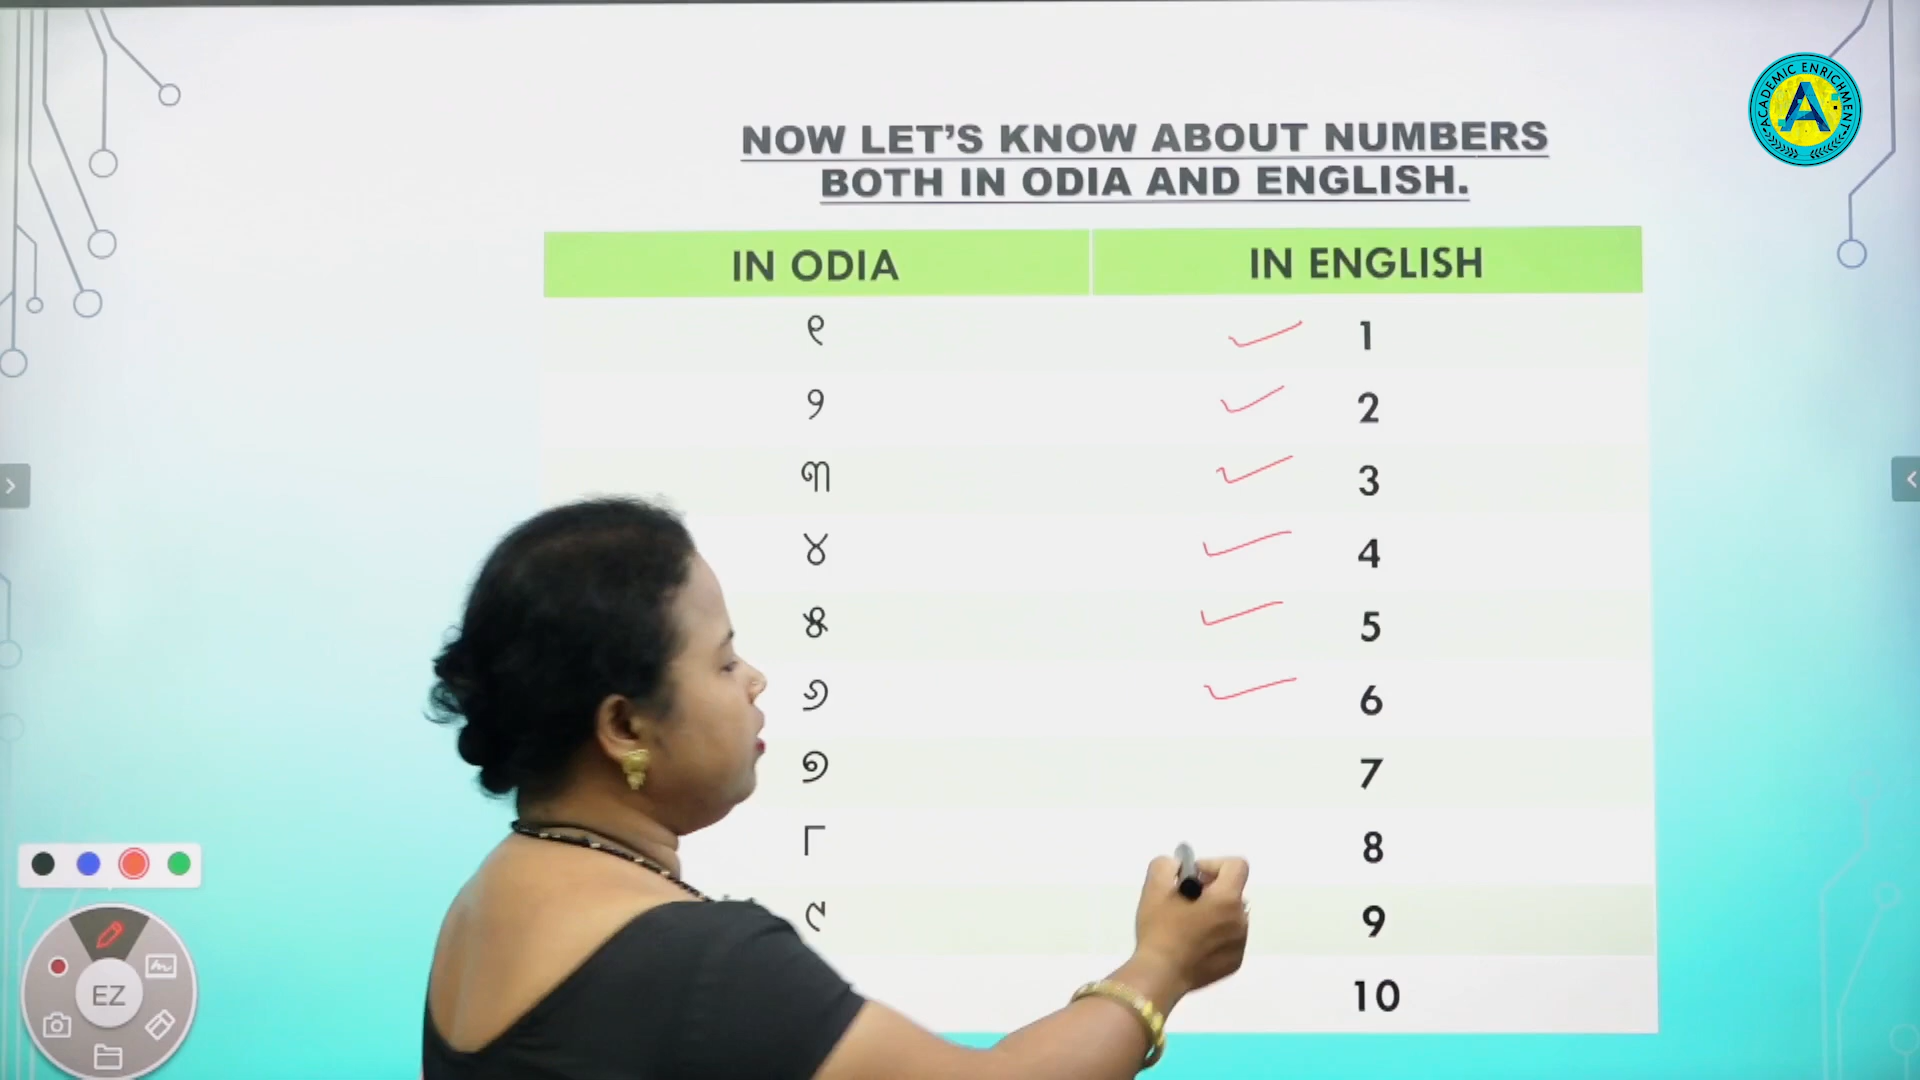 ACADEMIC ENRICHMENT
A
NOW LET'S KNOW ABOUT NUMBERS
BOTH IN ODIA AND ENGLISH.
IN ODIA IN ENGLISH
୧ 1
୨ 2
୩ 3
୪ 4
୫ 5
୬ 6
୭ 7
୮ 8
୯ 9
10
EZ